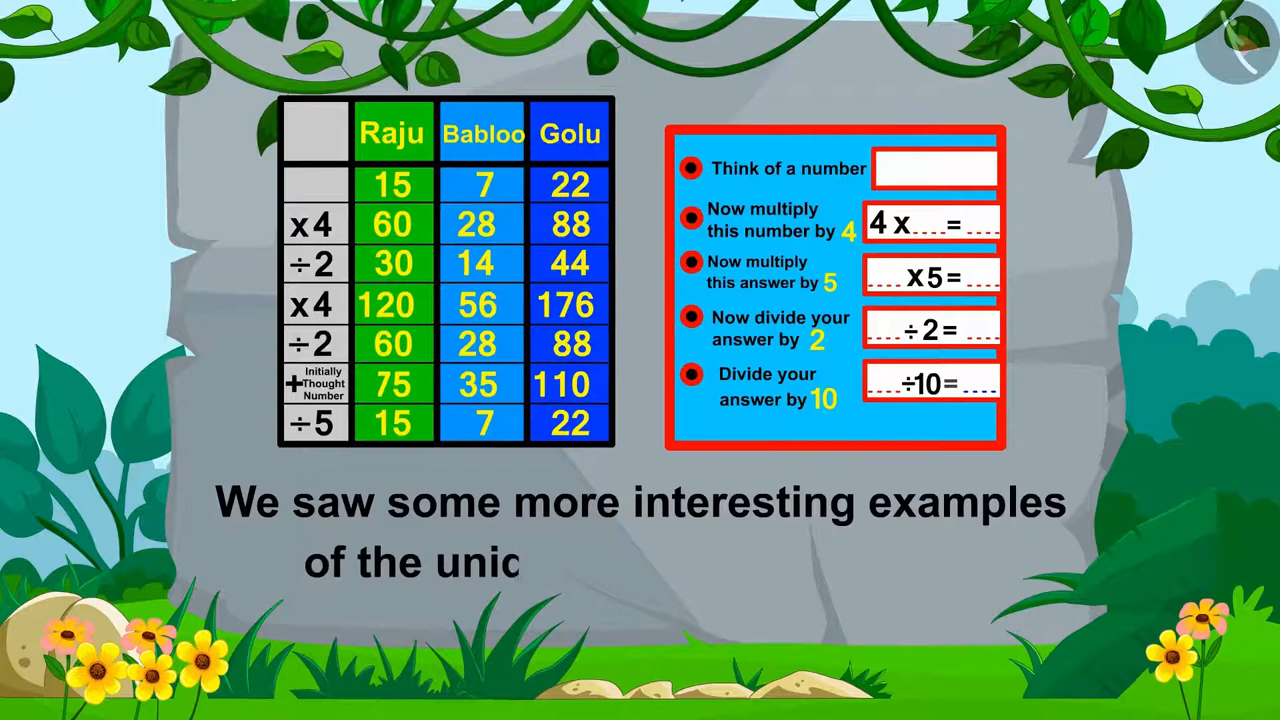 Raju Babloo Golu
15 7 22
x4 60 28 88
÷2 30 14 44
x4 120 56 176
÷2 60 28 88
+ Initially
Thought
Number 75 35 110
÷5 15 7 22
Think of a number
Now multiply
this number by 4
4 x .... = ....
Now multiply
this answer by 5
.... x5= ....
Now divide your
answer by 2
.... ÷2= ....
Divide your
answer by 10
.... ÷10= ....
We saw some more interesting examples
of the